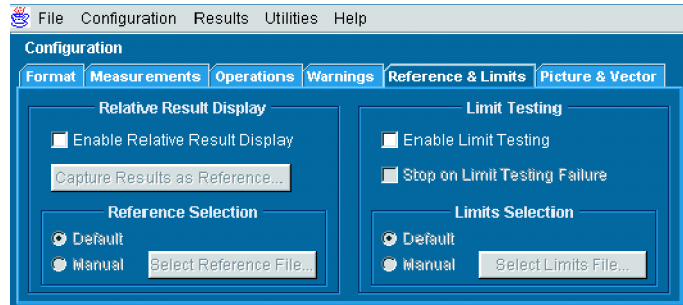 File Configuration Results Utilities Help
Configuration
Format Measurements Operations Warnings Reference & Limits Picture & Vector
Relative Result Display
Enable Relative Result Display
Capture Results as Reference...
Reference Selection
Default
Manual Select Reference File...
Limit Testing
Enable Limit Testing
Stop on Limit Testing Failure
Limits Selection
Default
Manual Select Limits File...